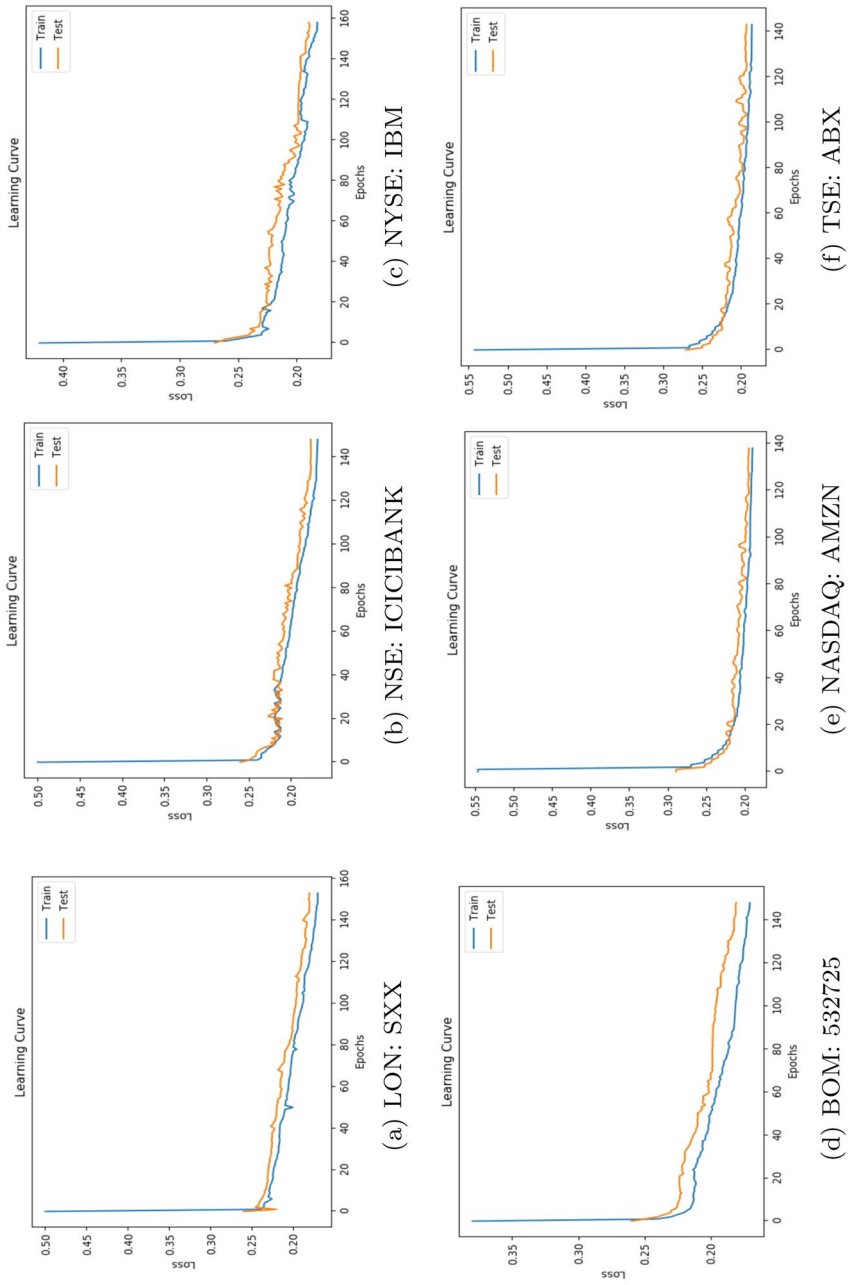 Learning Curve
Train
Test
0.50
0.45
0.40
0.35
0.30
0.25
0.20
Loss
0
20
40
60
80
100
120
140
160
Epochs
(a) LON: SXX
Learning Curve
Train
Test
0.50
0.45
0.40
0.35
0.30
0.25
0.20
Loss
0
20
40
60
80
100
120
140
Epochs
(b) NSE: ICICIBANK
Learning Curve
Train
Test
0.40
0.35
0.30
0.25
0.20
Loss
0
20
40
60
80
100
120
140
160
Epochs
(c) NYSE: IBM
Learning Curve
Train
Test
0.35
0.30
0.25
0.20
Loss
0
20
40
60
80
100
120
140
Epochs
(d) BOM: 532725
Learning Curve
Train
Test
0.55
0.50
0.45
0.40
0.35
0.30
0.25
0.20
Loss
0
20
40
60
80
100
120
140
Epochs
(e) NASDAQ: AMZN
Learning Curve
Train
Test
0.55
0.50
0.45
0.40
0.35
0.30
0.25
0.20
Loss
0
20
40
60
80
100
120
140
Epochs
(f) TSE: ABX